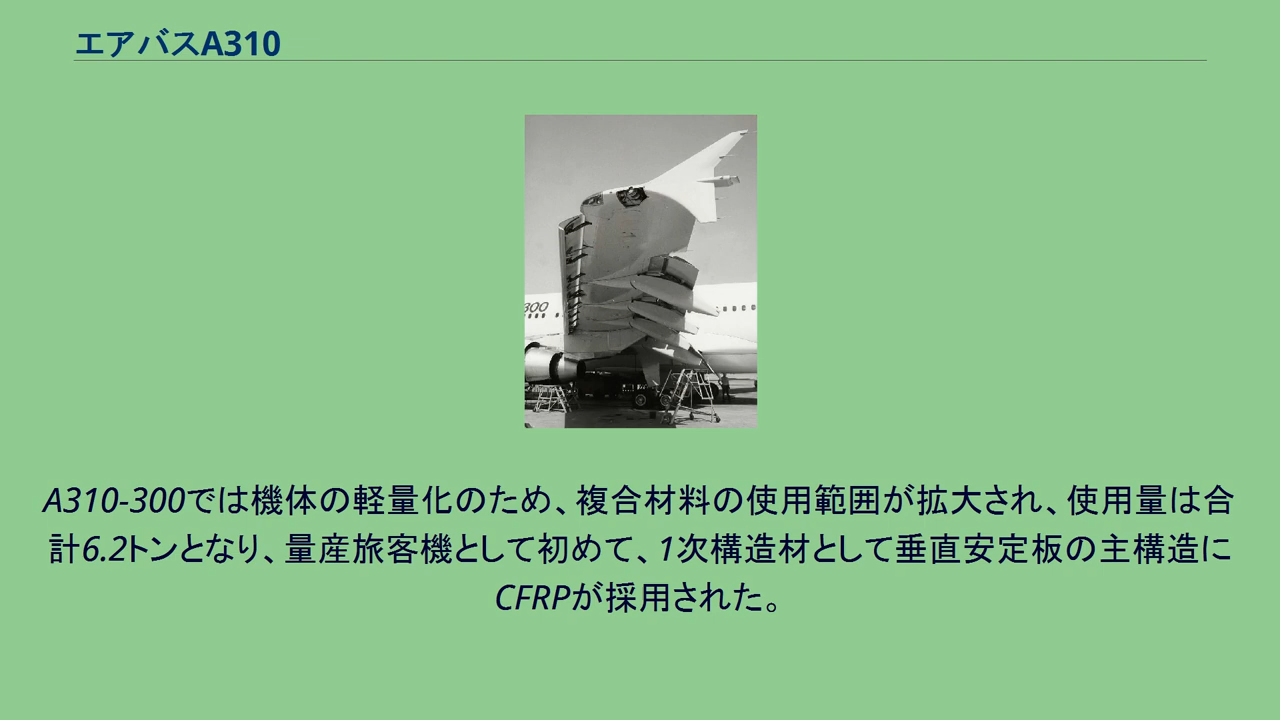 エアバスA310
300
A310-300では機体の軽量化のため、複合材料の使用範囲が拡大され、使用量は合
計6.2トンとなり、量産旅客機として初めて、1次構造材として垂直安定板の主構造に
CFRPが採用された。